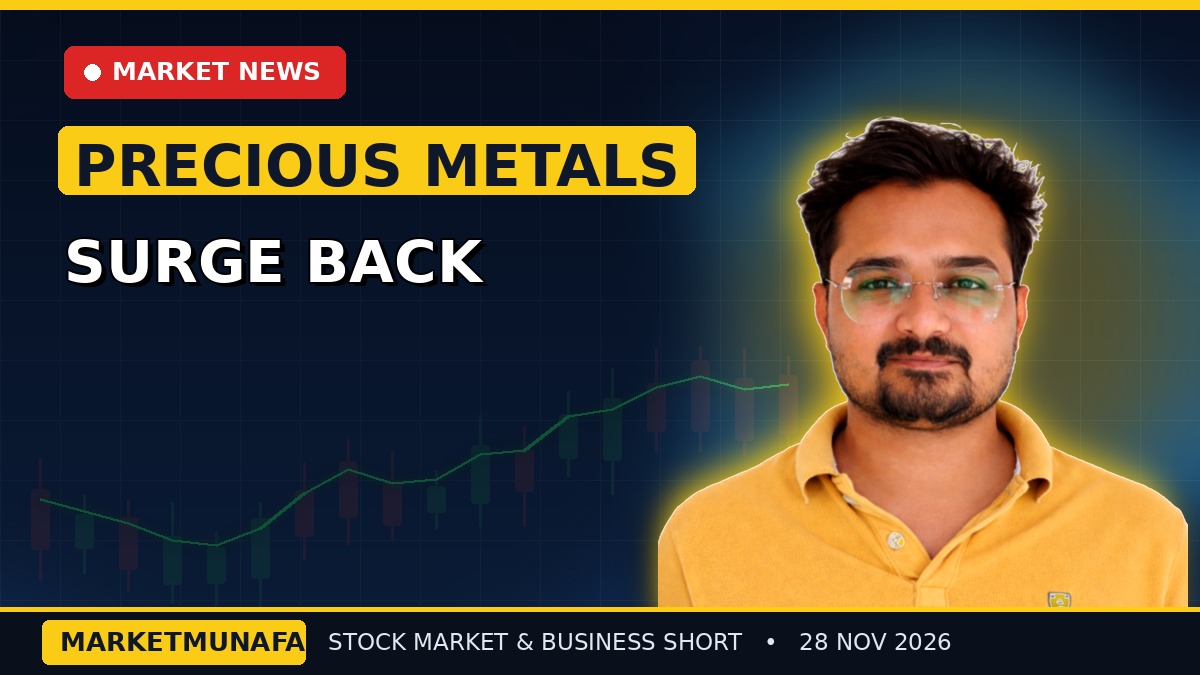 MARKET NEWS
PRECIOUS METALS
SURGE BACK
MARKETMUNAFA STOCK MARKET & BUSINESS SHORT • 28 NOV 2026